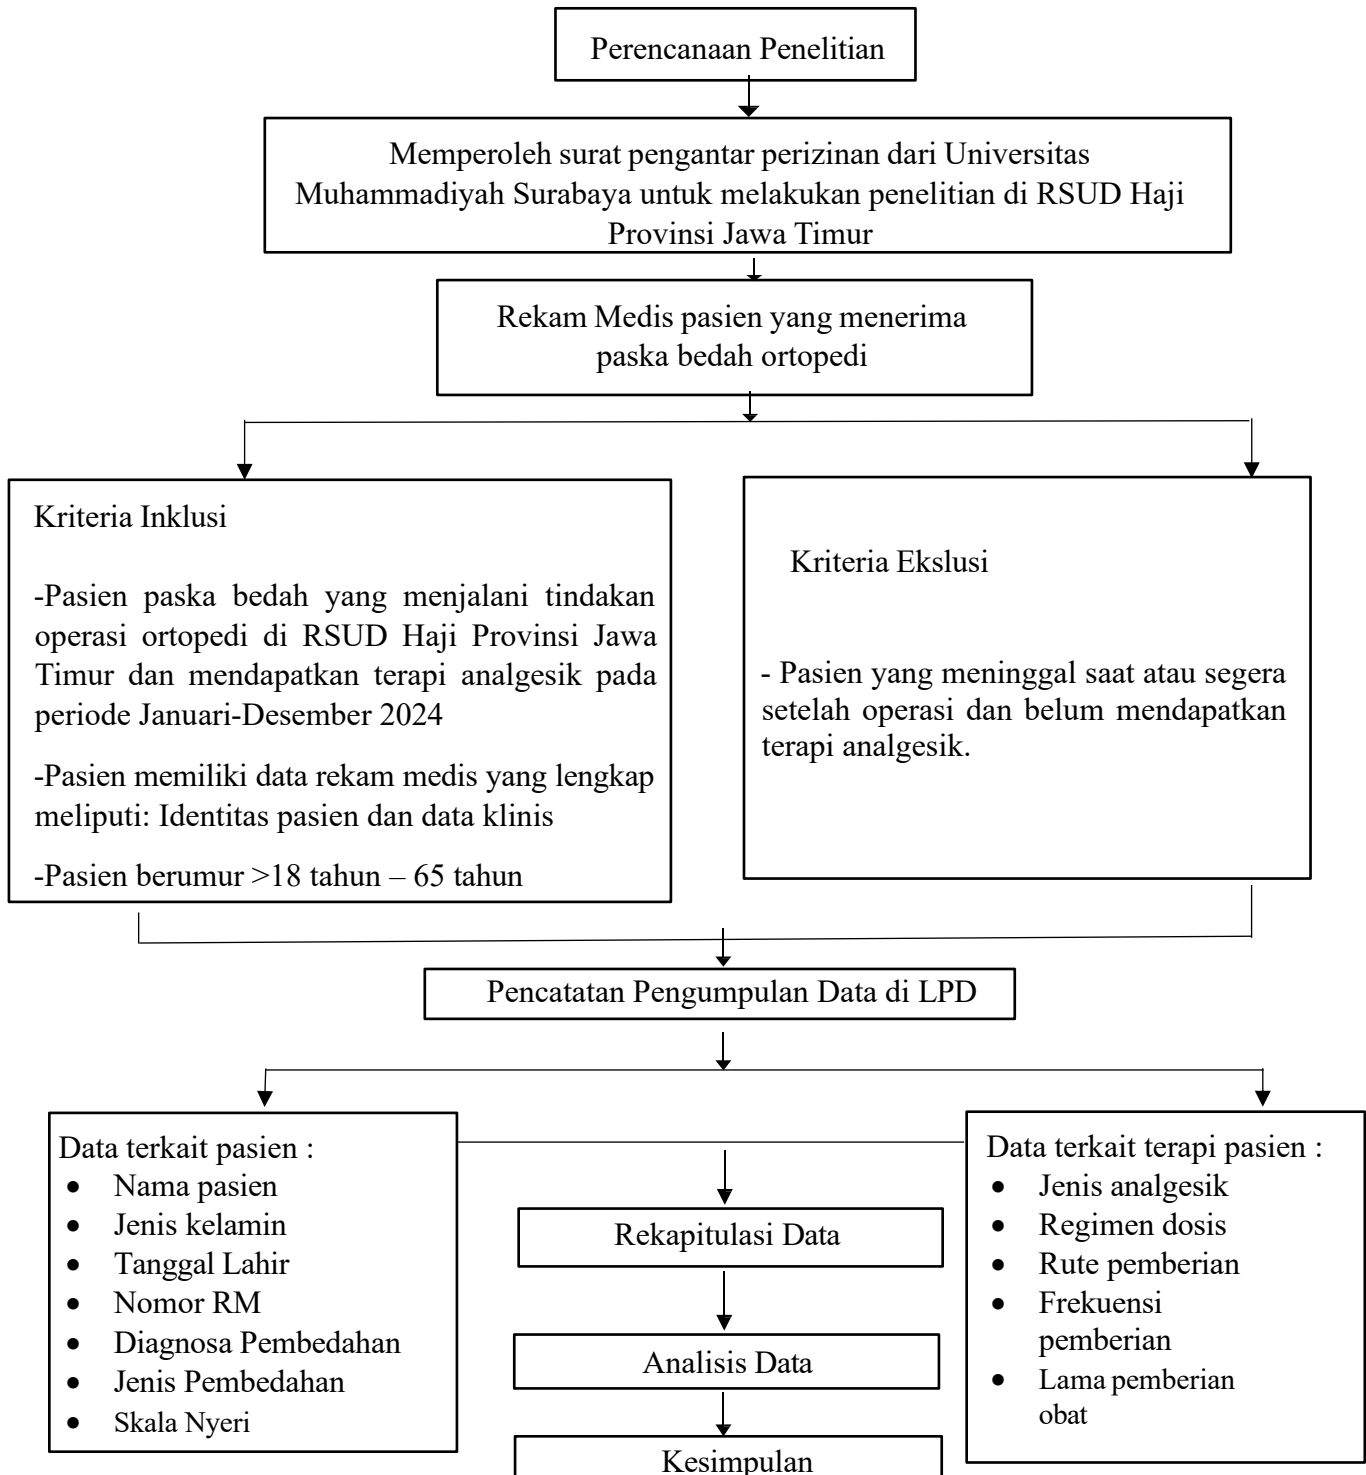 Perencanaan Penelitian
Memperoleh surat pengantar perizinan dari Universitas
Muhammadiyah Surabaya untuk melakukan penelitian di RSUD Haji
Provinsi Jawa Timur
Rekam Medis pasien yang menerima
paska bedah ortopedi
Kriteria Inklusi
-Pasien paska bedah yang menjalani tindakan
operasi ortopedi di RSUD Haji Provinsi Jawa
Timur dan mendapatkan terapi analgesik pada
periode Januari-Desember 2024
-Pasien memiliki data rekam medis yang lengkap
meliputi: Identitas pasien dan data klinis
-Pasien berumur >18 tahun – 65 tahun
Kriteria Ekslusi
- Pasien yang meninggal saat atau segera
setelah operasi dan belum mendapatkan
terapi analgesik.
Pencatatan Pengumpulan Data di LPD
Data terkait pasien :
• Nama pasien
• Jenis kelamin
• Tanggal Lahir
• Nomor RM
• Diagnosa Pembedahan
• Jenis Pembedahan
• Skala Nyeri
Data terkait terapi pasien :
• Jenis analgesik
• Regimen dosis
• Rute pemberian
• Frekuensi
pemberian
• Lama pemberian
obat
Rekapitulasi Data
Analisis Data
Kesimpulan